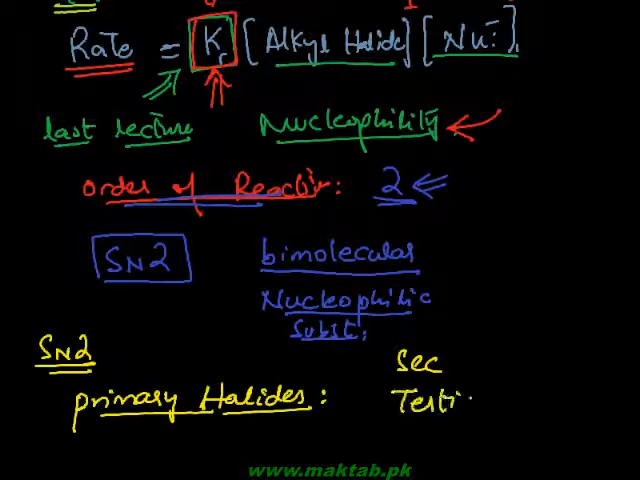 Rate = Kr [Alkyl Halide] [Nu:-]
last lecture Nucleophility
order of Reaction: 2
SN2 bimolecular
Nucleophilic
Subst.
SN2 Sec
primary Halides: Terti
www.maktab.pk